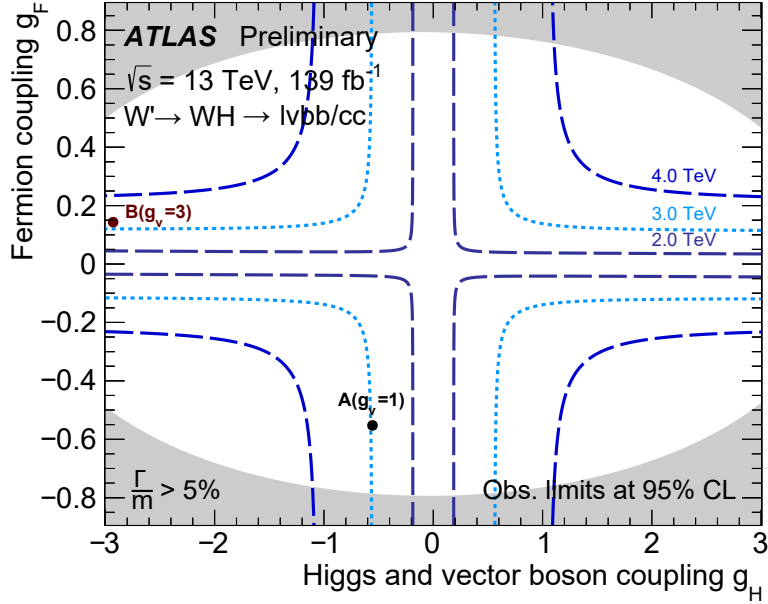 ATLAS Preliminary
√s = 13 TeV, 139 fb⁻¹
W'→ WH → lvbb/cc
4.0 TeV
3.0 TeV
2.0 TeV
B(g_v=3)
A(g_v=1)
Γ/m > 5%
Obs. limits at 95% CL
Fermion coupling g_F
0.8
0.6
0.4
0.2
0
−0.2
−0.4
−0.6
−0.8
−3 −2 −1 0 1 2 3
Higgs and vector boson coupling g_H